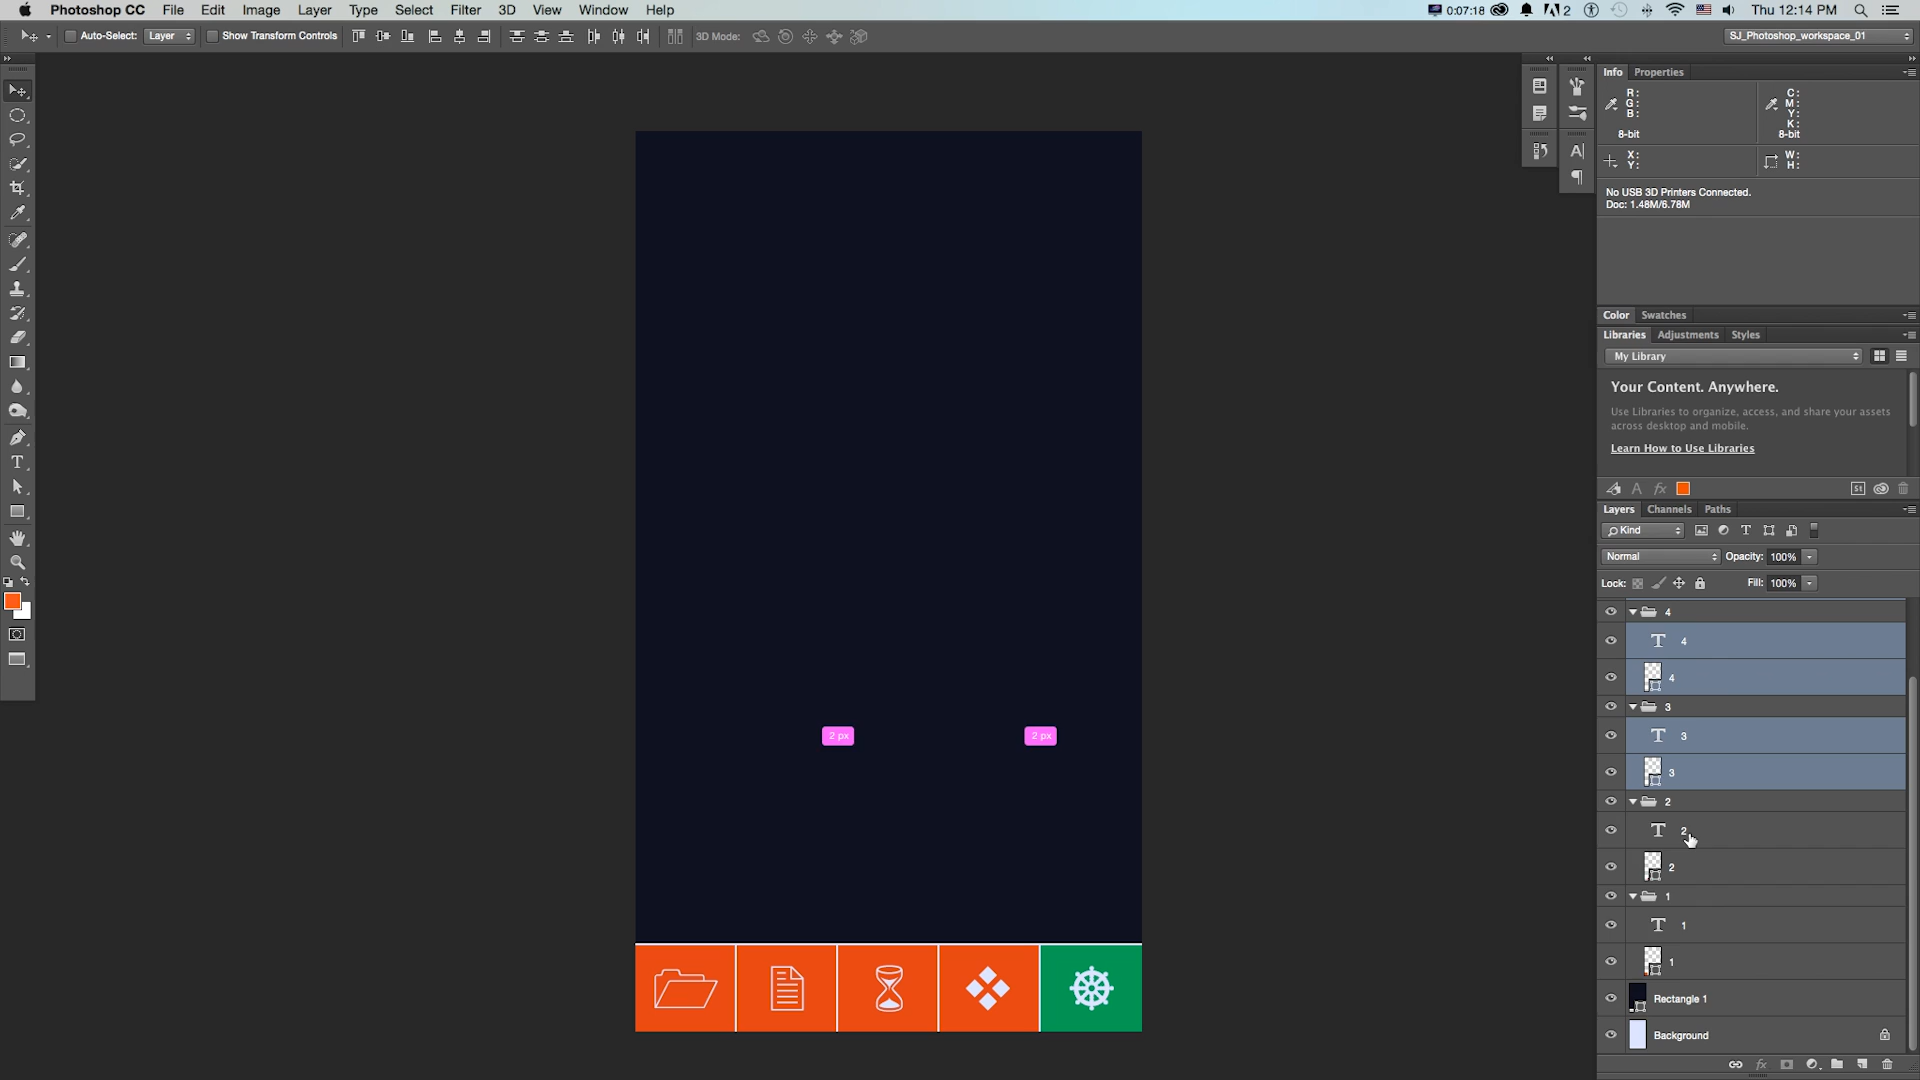 Photoshop CC File Edit Image Layer Type Select Filter 3D View Window Help 0:07:18 2 Thu 12:14 PM
Auto-Select: Layer Show Transform Controls 3D Mode: SJ_Photoshop_workspace_01
Info Properties
R: C:
G: M:
B: Y:
K:
8-bit 8-bit
X: W:
Y: H:
No USB 3D Printers Connected.
Doc: 1.48M/6.78M
Color Swatches
Libraries Adjustments Styles
My Library
Your Content. Anywhere.
Use Libraries to organize, access, and share your assets
across desktop and mobile.
Learn How to Use Libraries
A fx St
Layers Channels Paths
Kind T
Normal Opacity: 100%
Lock: Fill: 100%
4
T 4
4
3
T 3
2 px 2 px
3
2
T 2
2
1
T 1
1
Rectangle 1
Background
fx